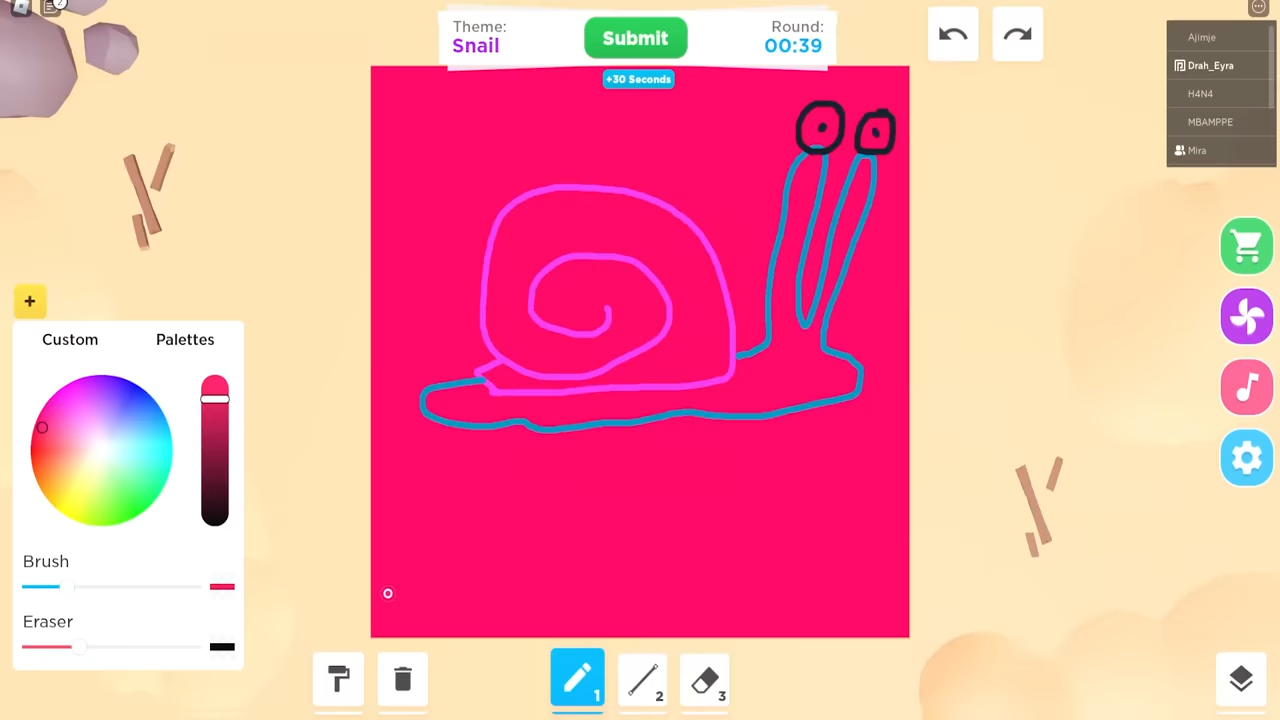 2
Theme:
Snail
Submit
Round:
00:39
+30 Seconds
Ajimje
Drah_Eyra
H4N4
MBAMPPE
Mira
+
Custom
Palettes
Brush
Eraser
1
2
3